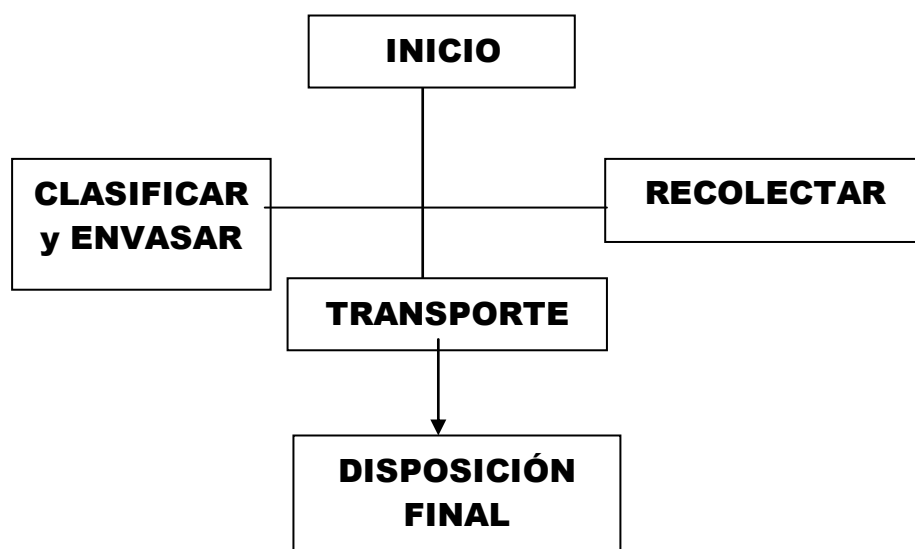 INICIO
CLASIFICAR
y ENVASAR
RECOLECTAR
TRANSPORTE
DISPOSICIÓN
FINAL